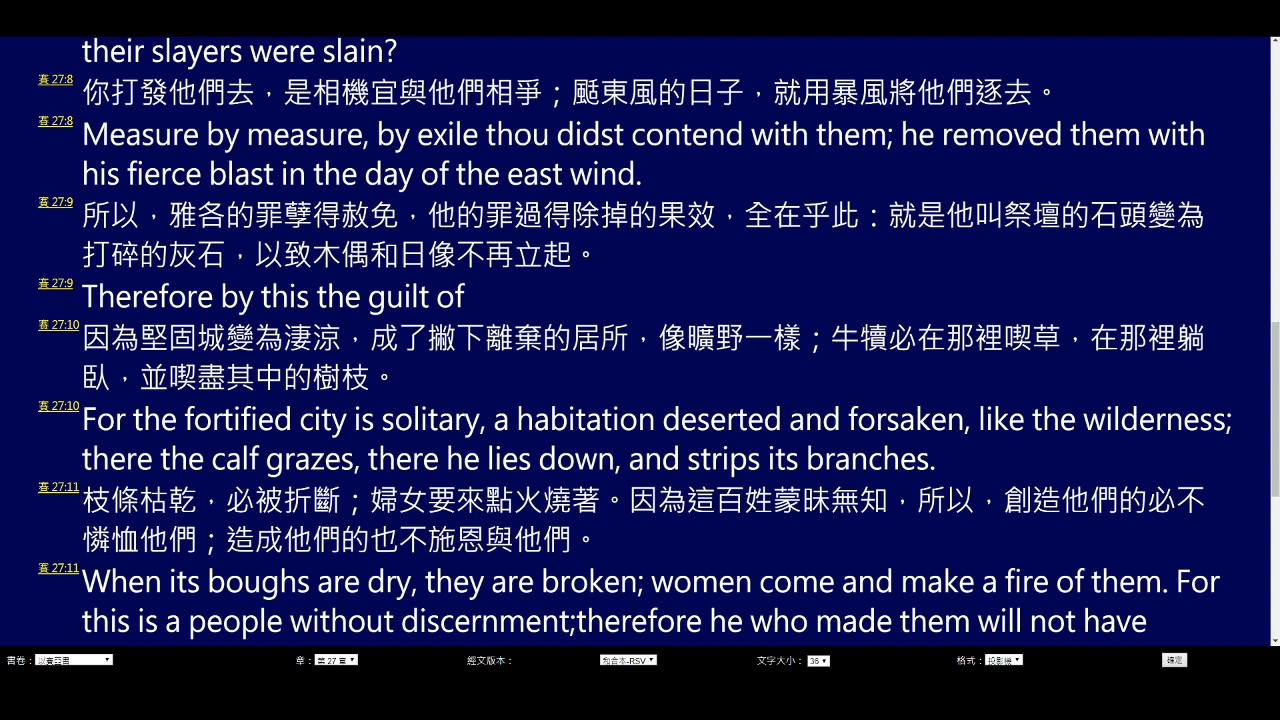 their slayers were slain?
賽 27:8
你打發他們去，是相機宜與他們相爭；颳東風的日子，就用暴風將他們逐去。
賽 27:8
Measure by measure, by exile thou didst contend with them; he removed them with
his fierce blast in the day of the east wind.
賽 27:9
所以，雅各的罪孽得赦免，他的罪過得除掉的果效，全在乎此：就是他叫祭壇的石頭變為
打碎的灰石，以致木偶和日像不再立起。
賽 27:9
Therefore by this the guilt of
賽 27:10
因為堅固城變為淒涼，成了撇下離棄的居所，像曠野一樣；牛犢必在那裡喫草，在那裡躺
臥，並喫盡其中的樹枝。
賽 27:10
For the fortified city is solitary, a habitation deserted and forsaken, like the wilderness;
there the calf grazes, there he lies down, and strips its branches.
賽 27:11
枝條枯乾，必被折斷；婦女要來點火燒著。因為這百姓蒙昧無知，所以，創造他們的必不
憐恤他們；造成他們的也不施恩與他們。
賽 27:11
When its boughs are dry, they are broken; women come and make a fire of them. For
this is a people without discernment;therefore he who made them will not have
書卷： 以賽亞書 章： 第 27 章 經文版本： 和合本-RSV 文字大小： 36 格式： 投影機 確定